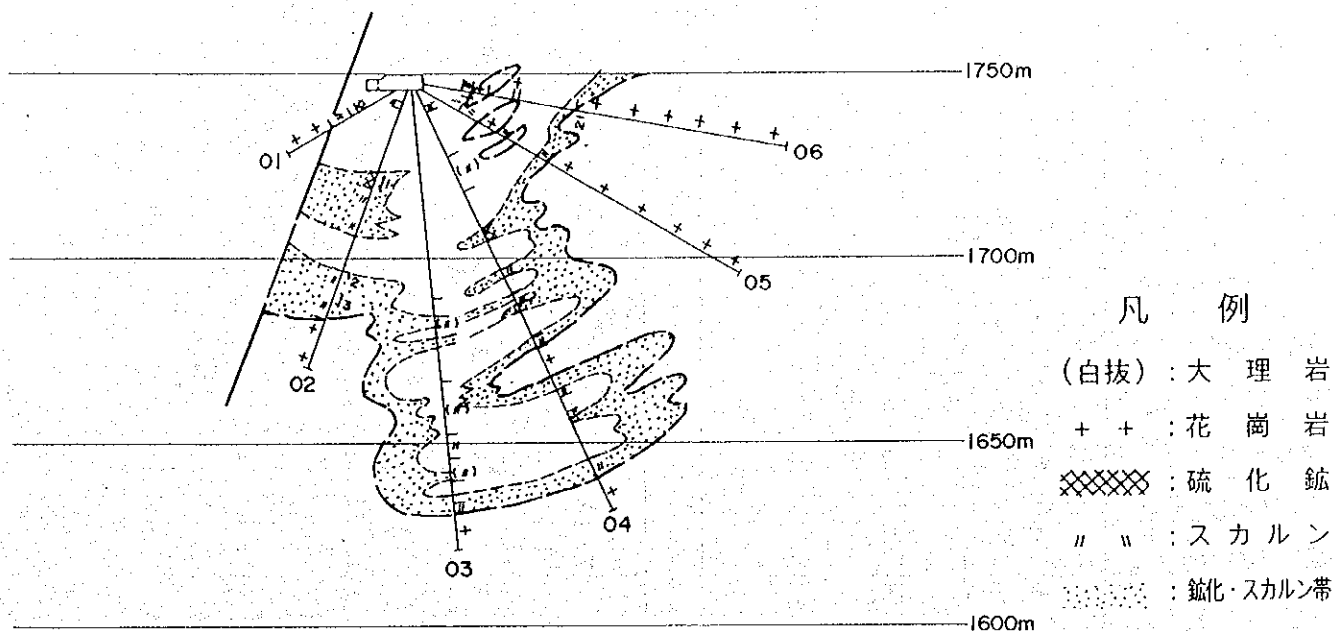 1750m
01
06
1700m
05
02
凡 例
(白抜) : 大 理 岩
+ + : 花 崗 岩
1650m
: 硫 化 鉱
04
〃 〃 : スカルン
03
: 鉱化・スカルン帯
1600m